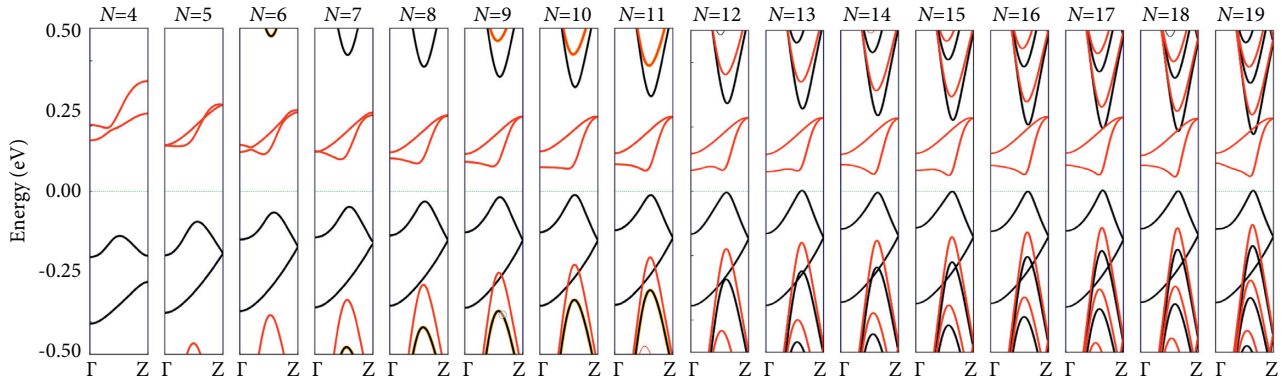 N=4 N=5 N=6 N=7 N=8 N=9 N=10 N=11 N=12 N=13 N=14 N=15 N=16 N=17 N=18 N=19
0.50
0.25
0.00
-0.25
-0.50
Energy (eV)
Γ Z Γ Z Γ Z Γ Z Γ Z Γ Z Γ Z Γ Z Γ Z Γ Z Γ Z Γ Z Γ Z Γ Z Γ Z Γ Z